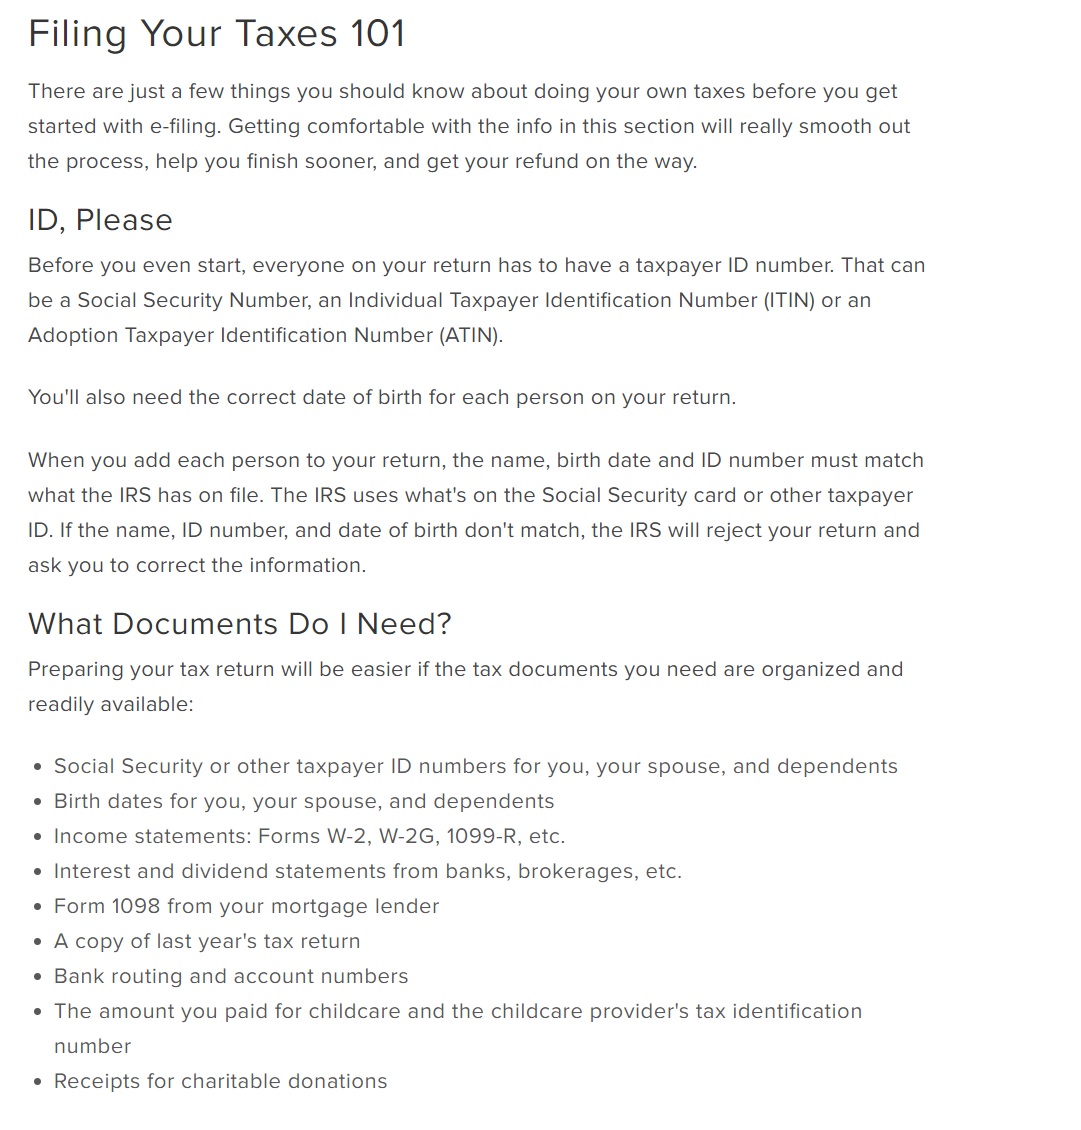 Filing Your Taxes 101
There are just a few things you should know about doing your own taxes before you get
started with e-filing. Getting comfortable with the info in this section will really smooth out
the process, help you finish sooner, and get your refund on the way.
ID, Please
Before you even start, everyone on your return has to have a taxpayer ID number. That can
be a Social Security Number, an Individual Taxpayer Identification Number (ITIN) or an
Adoption Taxpayer Identification Number (ATIN).
You'll also need the correct date of birth for each person on your return.
When you add each person to your return, the name, birth date and ID number must match
what the IRS has on file. The IRS uses what's on the Social Security card or other taxpayer
ID. If the name, ID number, and date of birth don't match, the IRS will reject your return and
ask you to correct the information.
What Documents Do I Need?
Preparing your tax return will be easier if the tax documents you need are organized and
readily available:
• Social Security or other taxpayer ID numbers for you, your spouse, and dependents
• Birth dates for you, your spouse, and dependents
• Income statements: Forms W-2, W-2G, 1099-R, etc.
• Interest and dividend statements from banks, brokerages, etc.
• Form 1098 from your mortgage lender
• A copy of last year's tax return
• Bank routing and account numbers
• The amount you paid for childcare and the childcare provider's tax identification
number
• Receipts for charitable donations